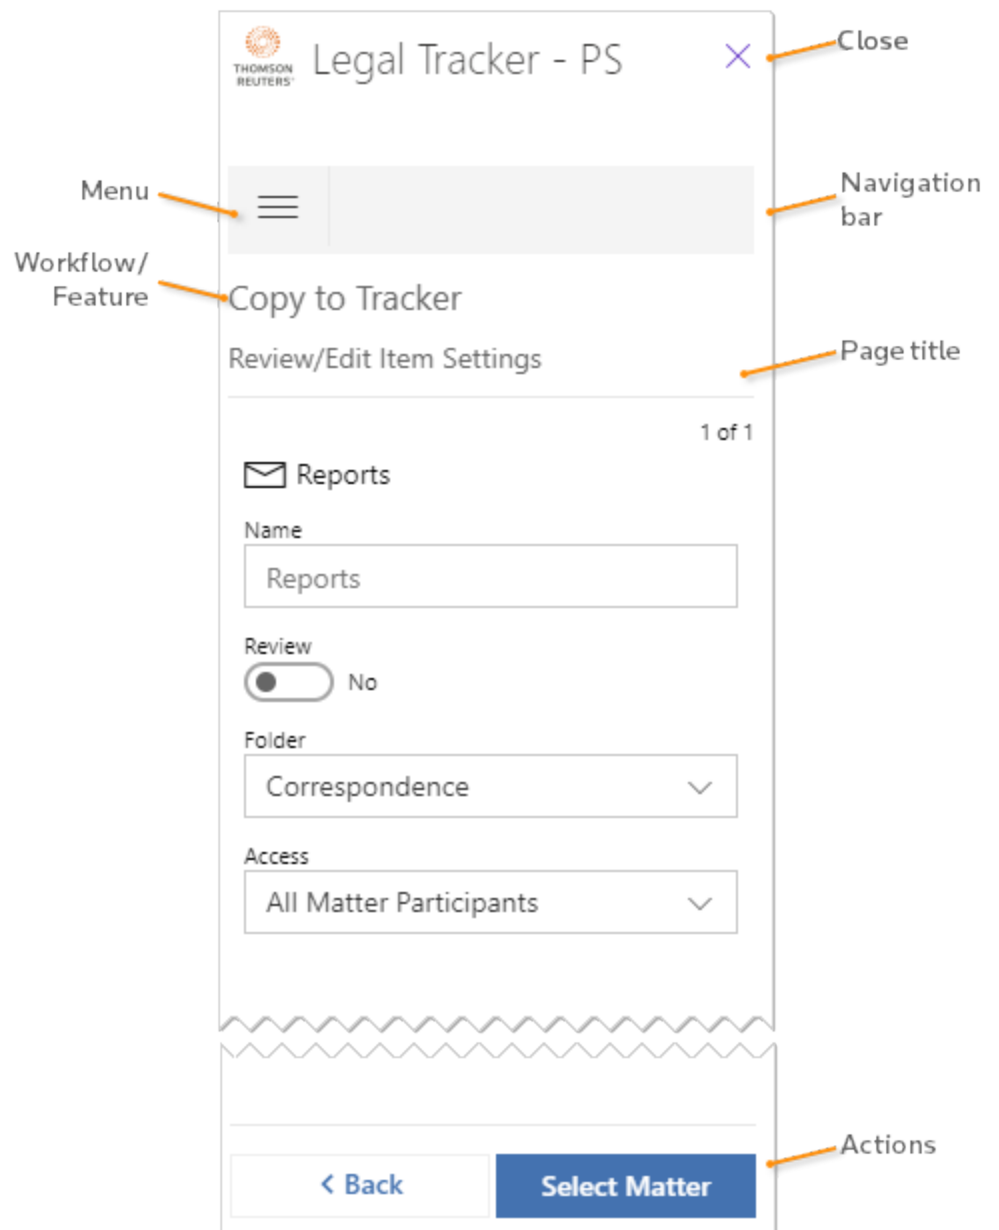 THOMSON
REUTERS®
Legal Tracker - PS
Close
Menu
Navigation
bar
Workflow/
Feature
Copy to Tracker
Review/Edit Item Settings
Page title
1 of 1
Reports
Name
Reports
Review
No
Folder
Correspondence
Access
All Matter Participants
Actions
Back
Select Matter